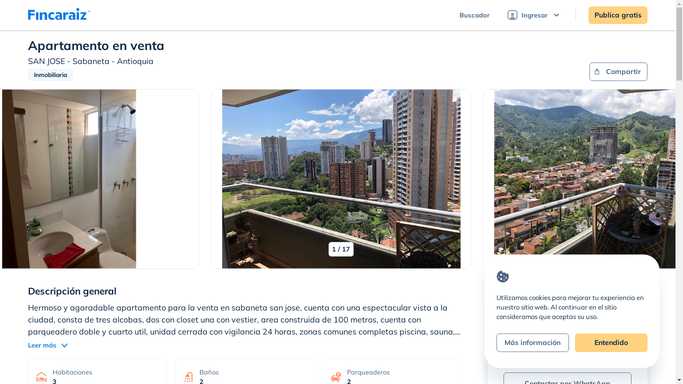 Fincaraiz
Buscador
Ingresar
Publica gratis
Apartamento en venta
SAN JOSE - Sabaneta - Antioquia
Inmobiliaria
Compartir
1 / 17
Descripción general
Hermoso y agoradable apartamento para la venta en sabaneta san jose, cuenta con una espectacular vista a la
ciudad, consta de tres alcobas, dos con closet una con vestier, area construida de 100 metros, cuenta con
parqueadero doble y cuarto util, unidad cerrada con vigilancia 24 horas, zonas comunes completas piscina, sauna,...
Leer más
Habitaciones
3
Baños
2
Parqueaderos
2
Utilizamos cookies para mejorar tu experiencia en
nuestro sitio web. Al continuar en el sitio
consideramos que aceptas su uso.
Más información
Entendido
Contactar por WhatsApp